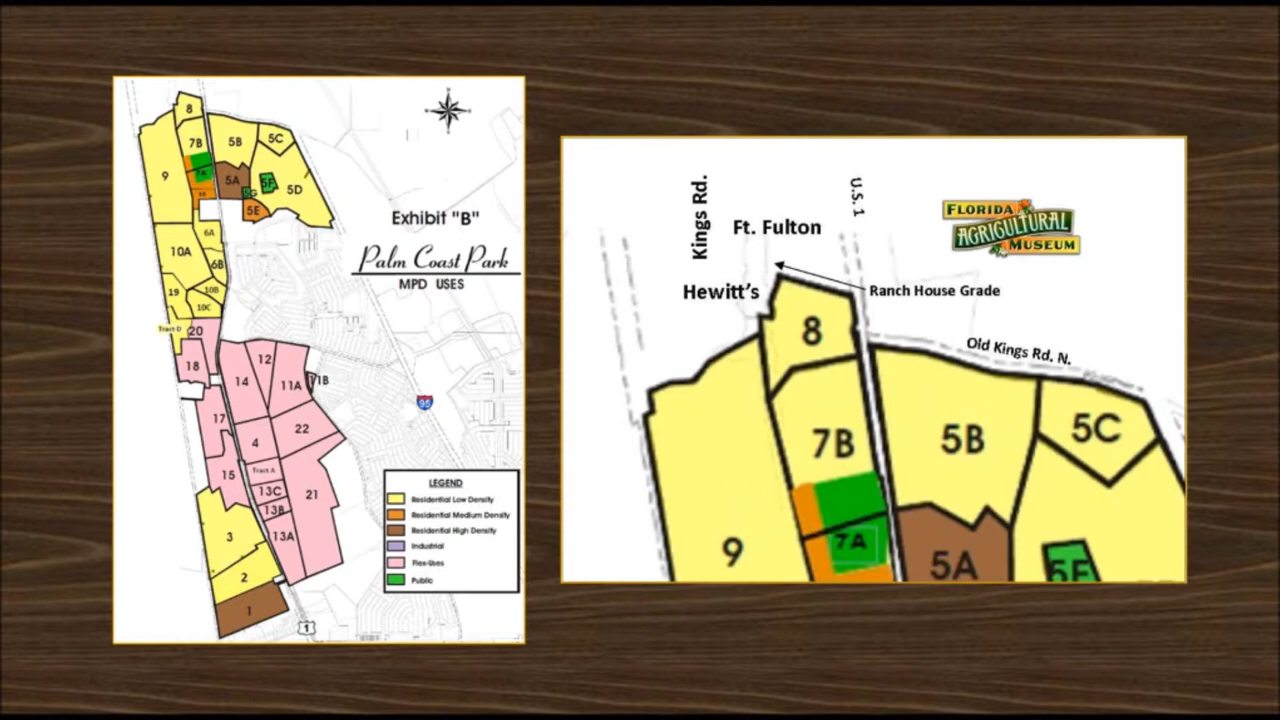 8
7B
5B
5C
9
7A
5A
5F
5D
5E
Exhibit "B"
Palm Coast Park
MPD USES
6A
10A
6B
19
10B
10C
Tract D
20
18
12
14
11A
11B
17
4
22
Tract A
15
13C
21
13B
13A
3
2
1
95
1
LEGEND
Residential Low Density
Residential Medium Density
Residential High Density
Industrial
Flex-Uses
Public
Kings Rd.
U.S. 1
Ft. Fulton
FLORIDA
AGRICULTURAL
MUSEUM
Hewitt's
Ranch House Grade
Old Kings Rd. N.
8
7B
5B
5C
9
7A
5A
5F